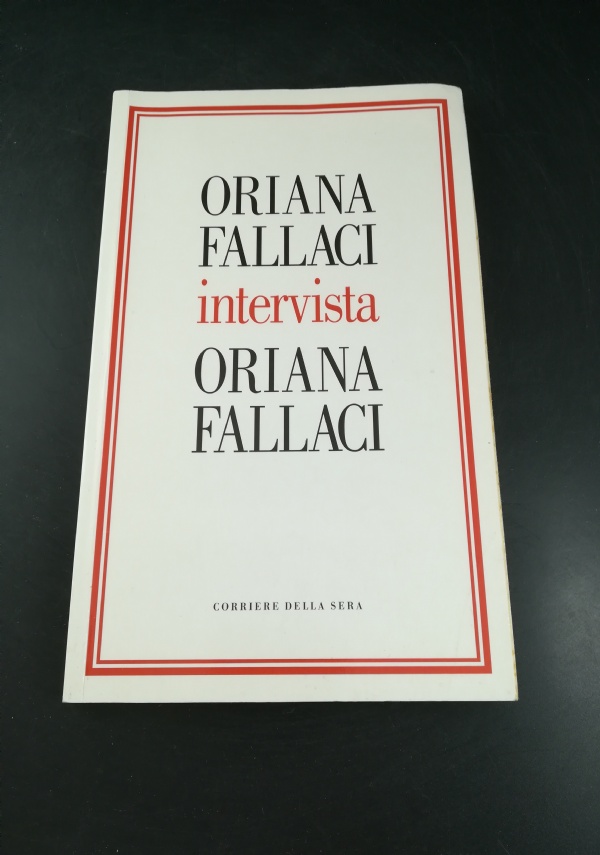 ORIANA
FALLACI
intervista
ORIANA
FALLACI
CORRIERE DELLA SERA